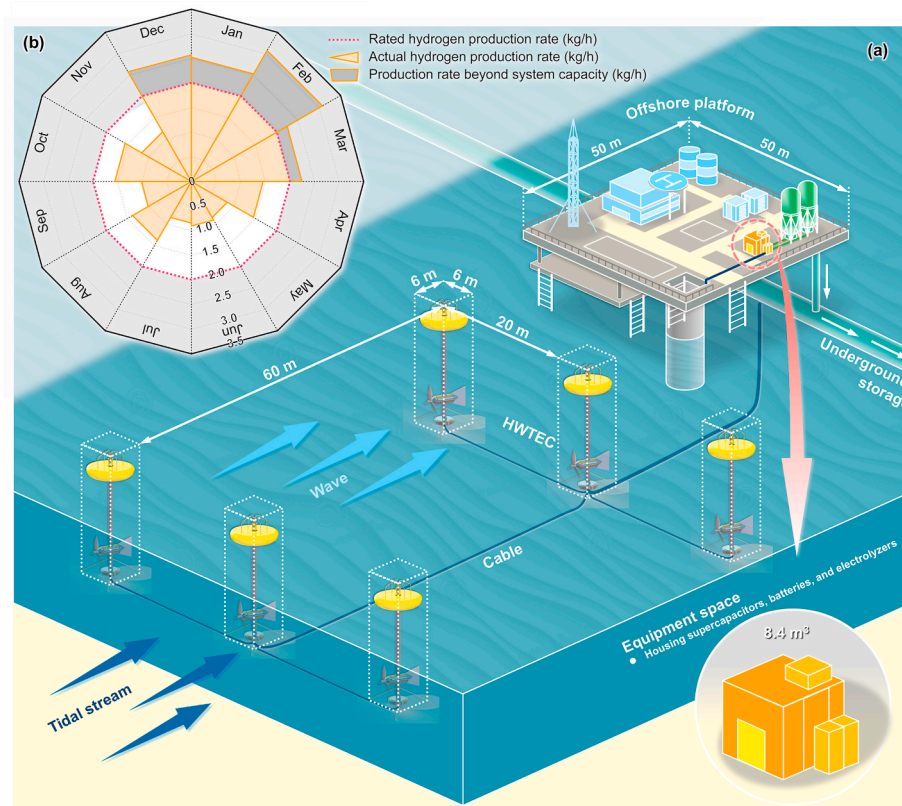 (b)
Dec
Jan
Nov
Feb
Oct
Mar
Sep
Apr
Aug
May
Jul
Jun
0
0.5
1.0
1.5
2.0
2.5
3.0
3.5
Rated hydrogen production rate (kg/h)
Actual hydrogen production rate (kg/h)
Production rate beyond system capacity (kg/h)
(a)
Offshore platform
50 m
50 m
H
6 m
6 m
20 m
60 m
Underground
storage
HWTEC
Wave
Cable
Equipment space
● Housing supercapacitors, batteries, and electrolyzers
8.4 m³
Tidal stream